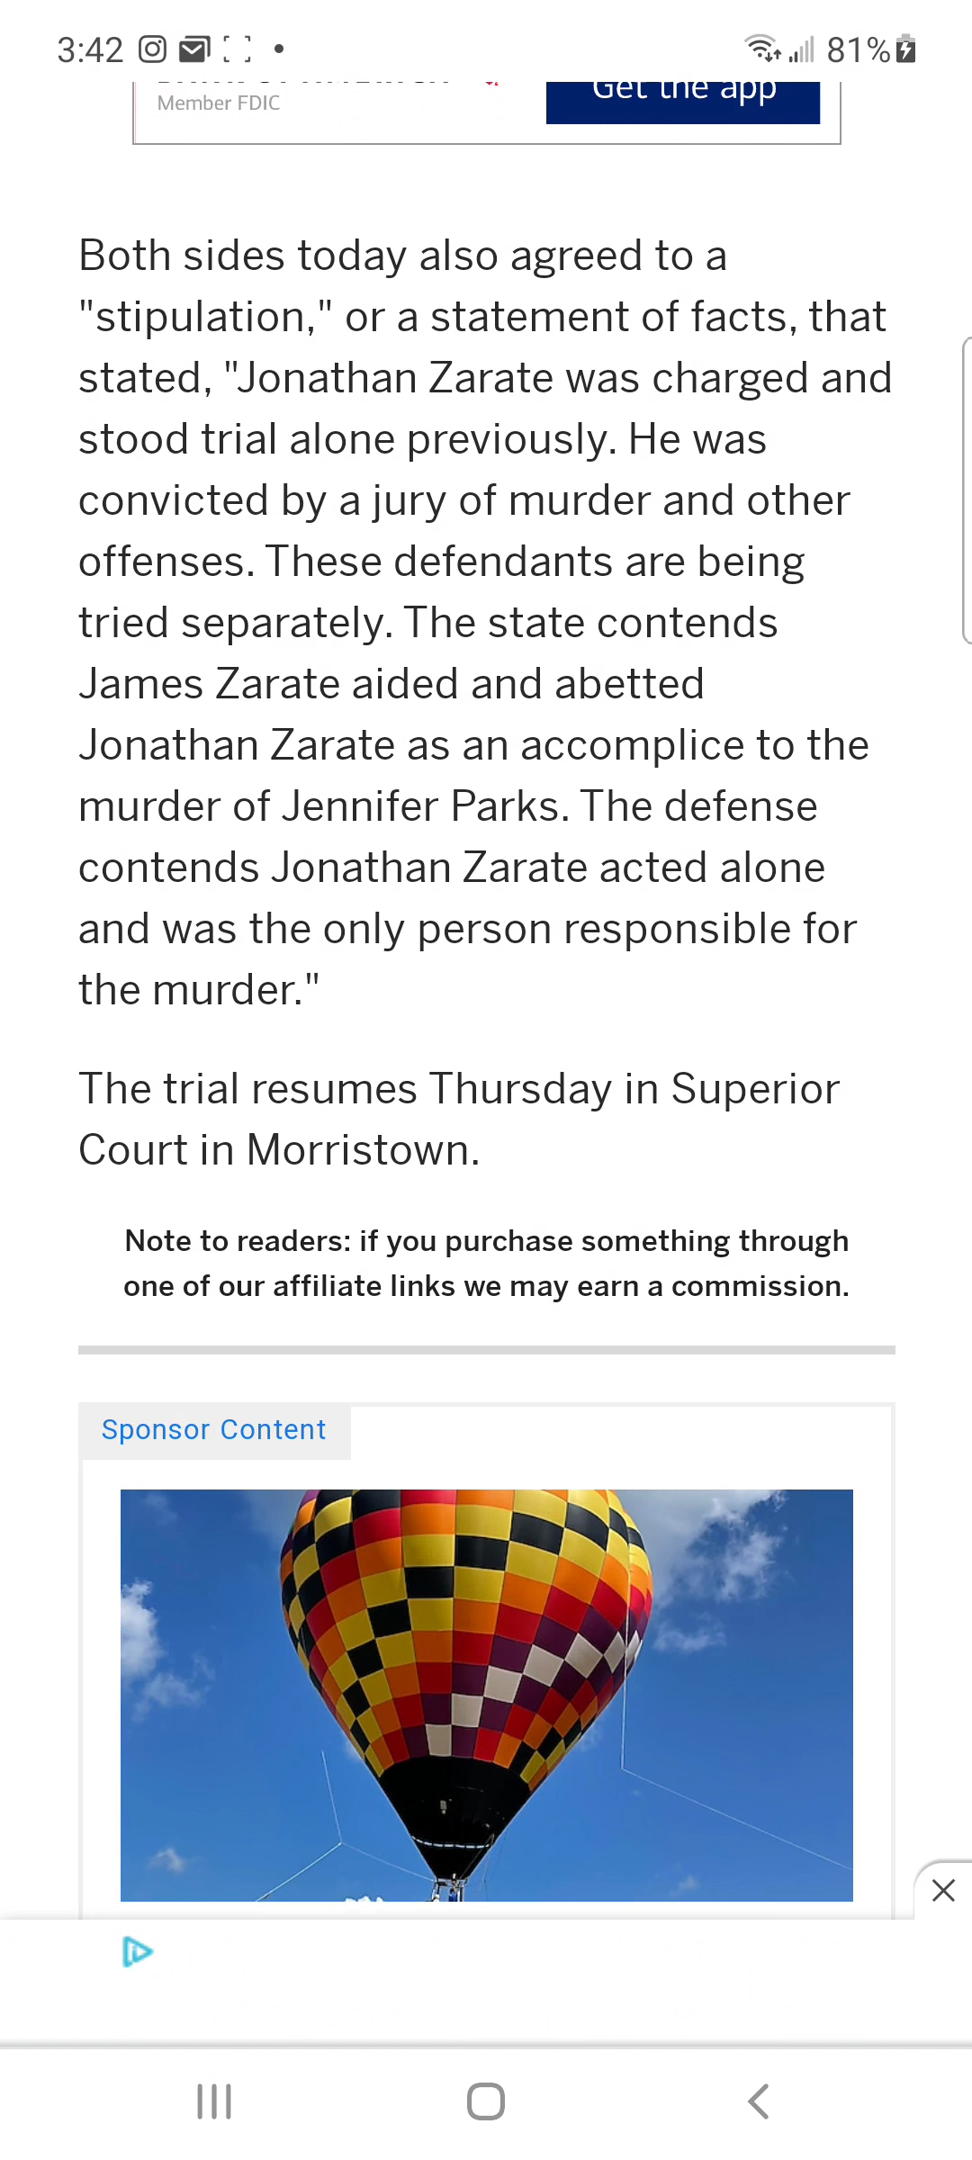 3:42
81%
Member FDIC
Get the app
Both sides today also agreed to a
"stipulation," or a statement of facts, that
stated, "Jonathan Zarate was charged and
stood trial alone previously. He was
convicted by a jury of murder and other
offenses. These defendants are being
tried separately. The state contends
James Zarate aided and abetted
Jonathan Zarate as an accomplice to the
murder of Jennifer Parks. The defense
contends Jonathan Zarate acted alone
and was the only person responsible for
the murder."
The trial resumes Thursday in Superior
Court in Morristown.
Note to readers: if you purchase something through
one of our affiliate links we may earn a commission.
Sponsor Content